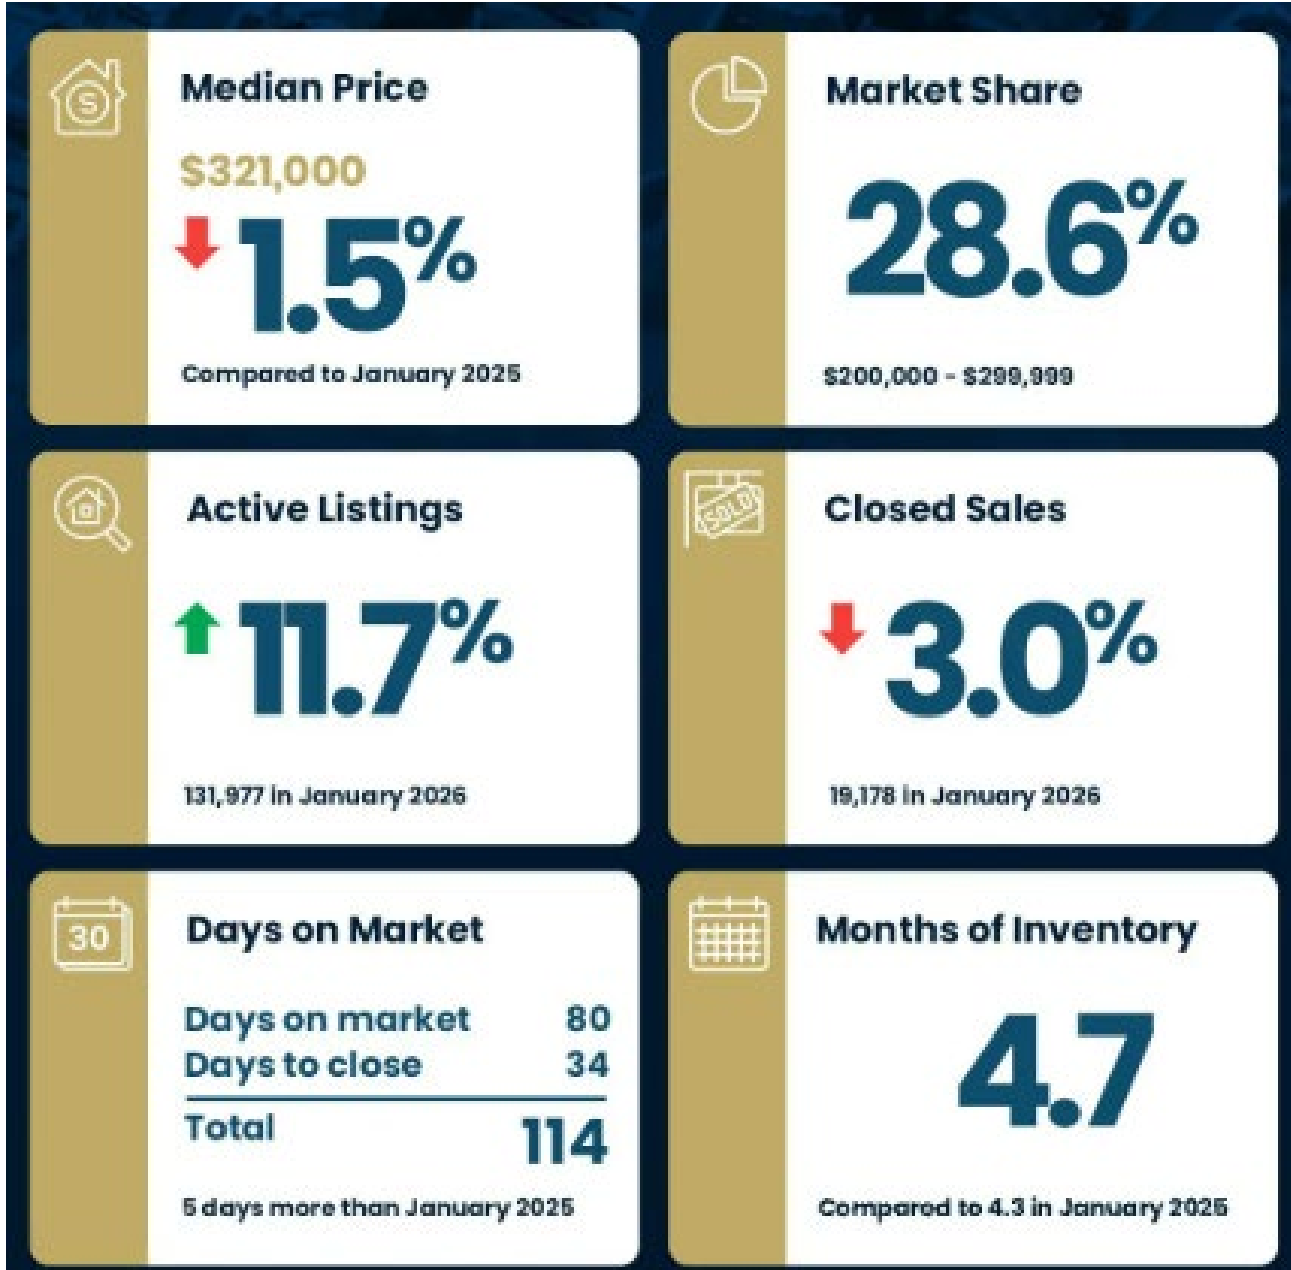 Median Price
$321,000
1.5%
Compared to January 2025
Market Share
28.6%
$200,000 - $299,999
Active Listings
11.7%
131,977 in January 2026
SOLD
Closed Sales
3.0%
19,178 in January 2026
30
Days on Market
Days on market 80
Days to close 34
Total 114
5 days more than January 2025
Months of Inventory
4.7
Compared to 4.3 in January 2025